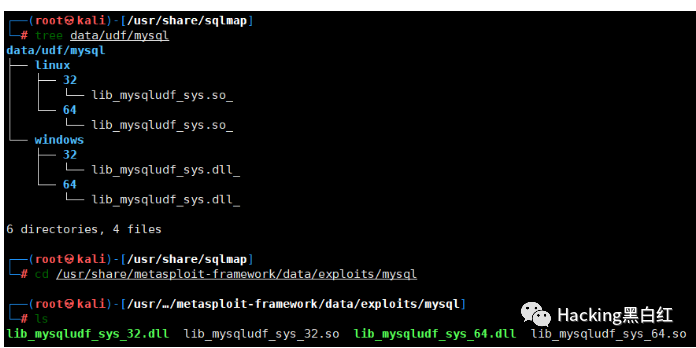 ┌──(root㉿kali)-[/usr/share/sqlmap]
└─# tree data/udf/mysql
data/udf/mysql
├── linux
│   ├── 32
│   │   └── lib_mysqludf_sys.so_
│   └── 64
│       └── lib_mysqludf_sys.so_
└── windows
    ├── 32
    │   └── lib_mysqludf_sys.dll_
    └── 64
        └── lib_mysqludf_sys.dll_
6 directories, 4 files
┌──(root㉿kali)-[/usr/share/sqlmap]
└─# cd /usr/share/metasploit-framework/data/exploits/mysql
┌──(root㉿kali)-[/usr/…/metasploit-framework/data/exploits/mysql]
└─# ls
lib_mysqludf_sys_32.dll  lib_mysqludf_sys_32.so  lib_mysqludf_sys_64.dll  lib_mysqludf_sys_64.so
Hacking黑白红